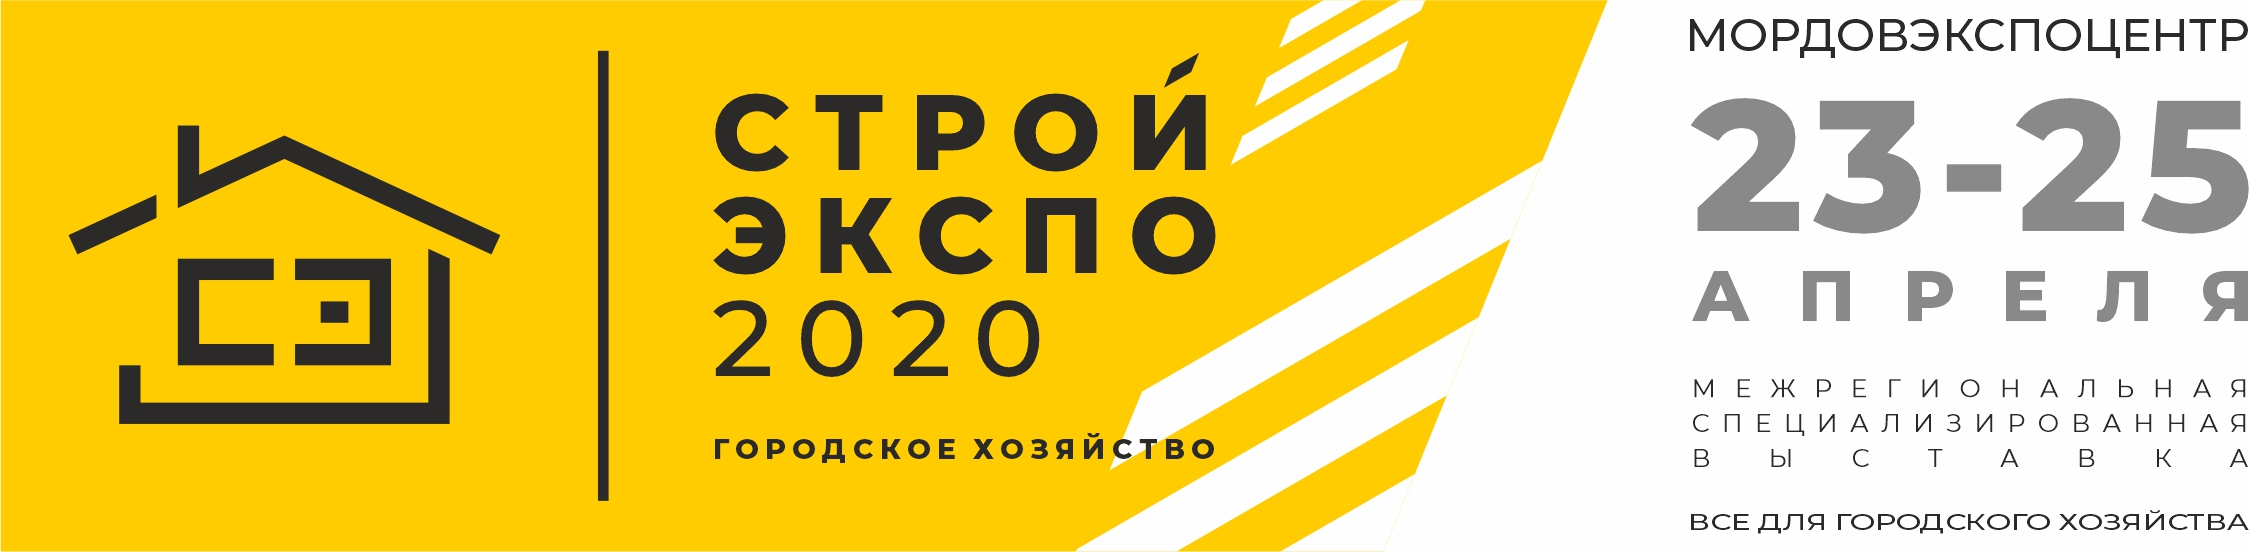 СТРОЙ
ЭКСПО
2020
ГОРОДСКОЕ ХОЗЯЙСТВО
МОРДОВЭКСПОЦЕНТР
23-25
АПРЕЛЯ
МЕЖРЕГИОНАЛЬНАЯ
СПЕЦИАЛИЗИРОВАННАЯ
ВЫСТАВКА
ВСЕ ДЛЯ ГОРОДСКОГО ХОЗЯЙСТВА